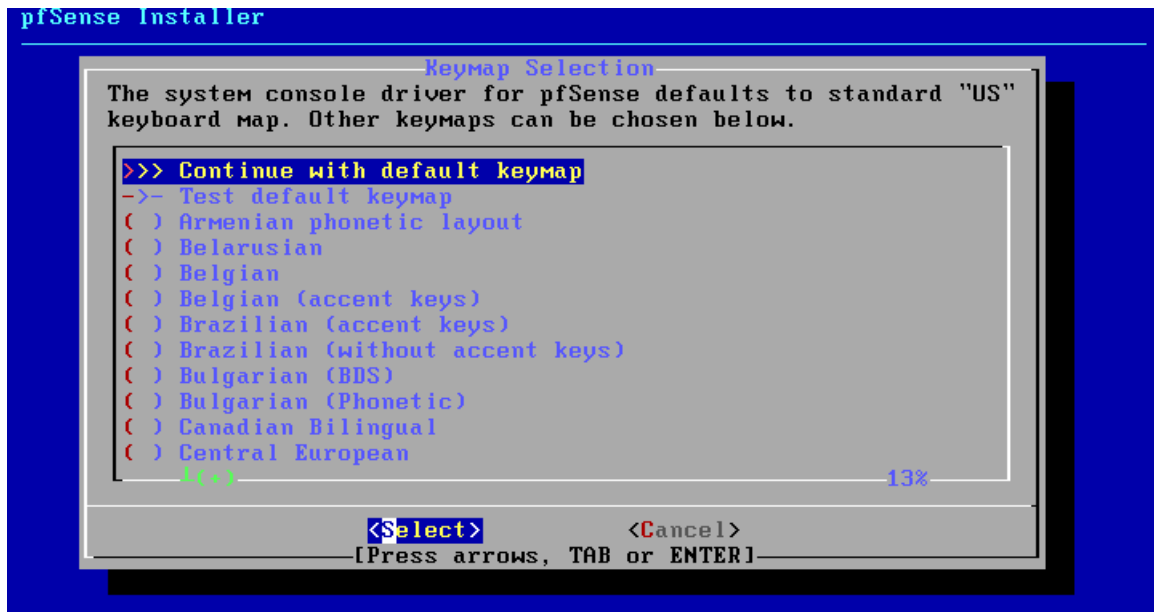 pfSense Installer
Keymap Selection
The system console driver for pfSense defaults to standard "US"
keyboard map. Other keymaps can be chosen below.
>>> Continue with default keymap
->- Test default keymap
( ) Armenian phonetic layout
( ) Belarusian
( ) Belgian
( ) Belgian (accent keys)
( ) Brazilian (accent keys)
( ) Brazilian (without accent keys)
( ) Bulgarian (BDS)
( ) Bulgarian (Phonetic)
( ) Canadian Bilingual
( ) Central European
(+) 13%
<Select> <Cancel>
[Press arrows, TAB or ENTER]